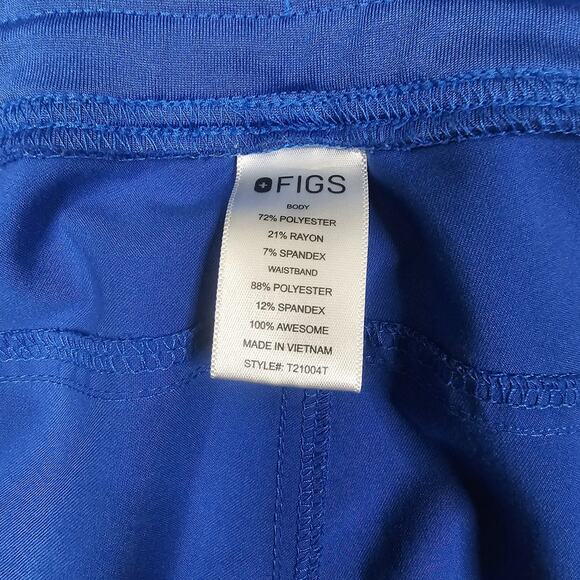 FIGS
BODY
72% POLYESTER
21% RAYON
7% SPANDEX
WAISTBAND
88% POLYESTER
12% SPANDEX
100% AWESOME
MADE IN VIETNAM
STYLE#: T21004T